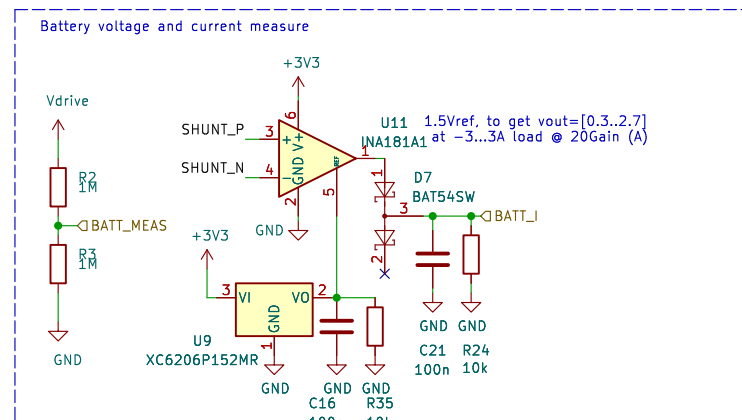 Battery voltage and current measure
+3V3
Vdrive
SHUNT_P
3
6
+
V+
U11
INA181A1
1.5Vref, to get vout=[0.3..2.7]
at -3...3A load @ 20Gain (A)
1
REF
SHUNT_N
4
-
GND
2
5
GND
R2
1M
BATT_MEAS
R3
1M
GND
1
D7
BAT54SW
3
BATT_I
2
+3V3
3
VI
VO
2
GND
1
U9
XC6206P152MR
GND
GND
GND
C16
R35
GND
GND
C21
100n
R24
10k